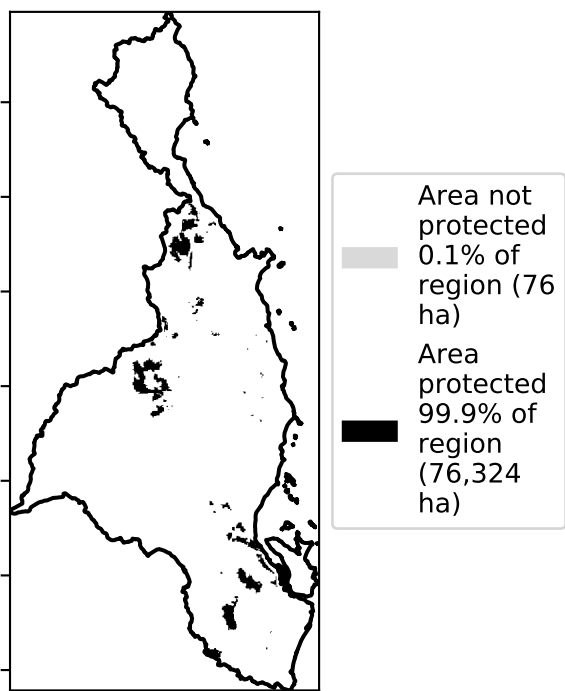 Area not
protected
0.1% of
region (76
ha)
Area
protected
99.9% of
region
(76,324
ha)